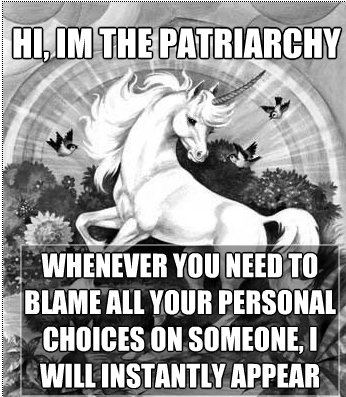 HI, IM THE PATRIARCHY
WHENEVER YOU NEED TO
BLAME ALL YOUR PERSONAL
CHOICES ON SOMEONE, I
WILL INSTANTLY APPEAR